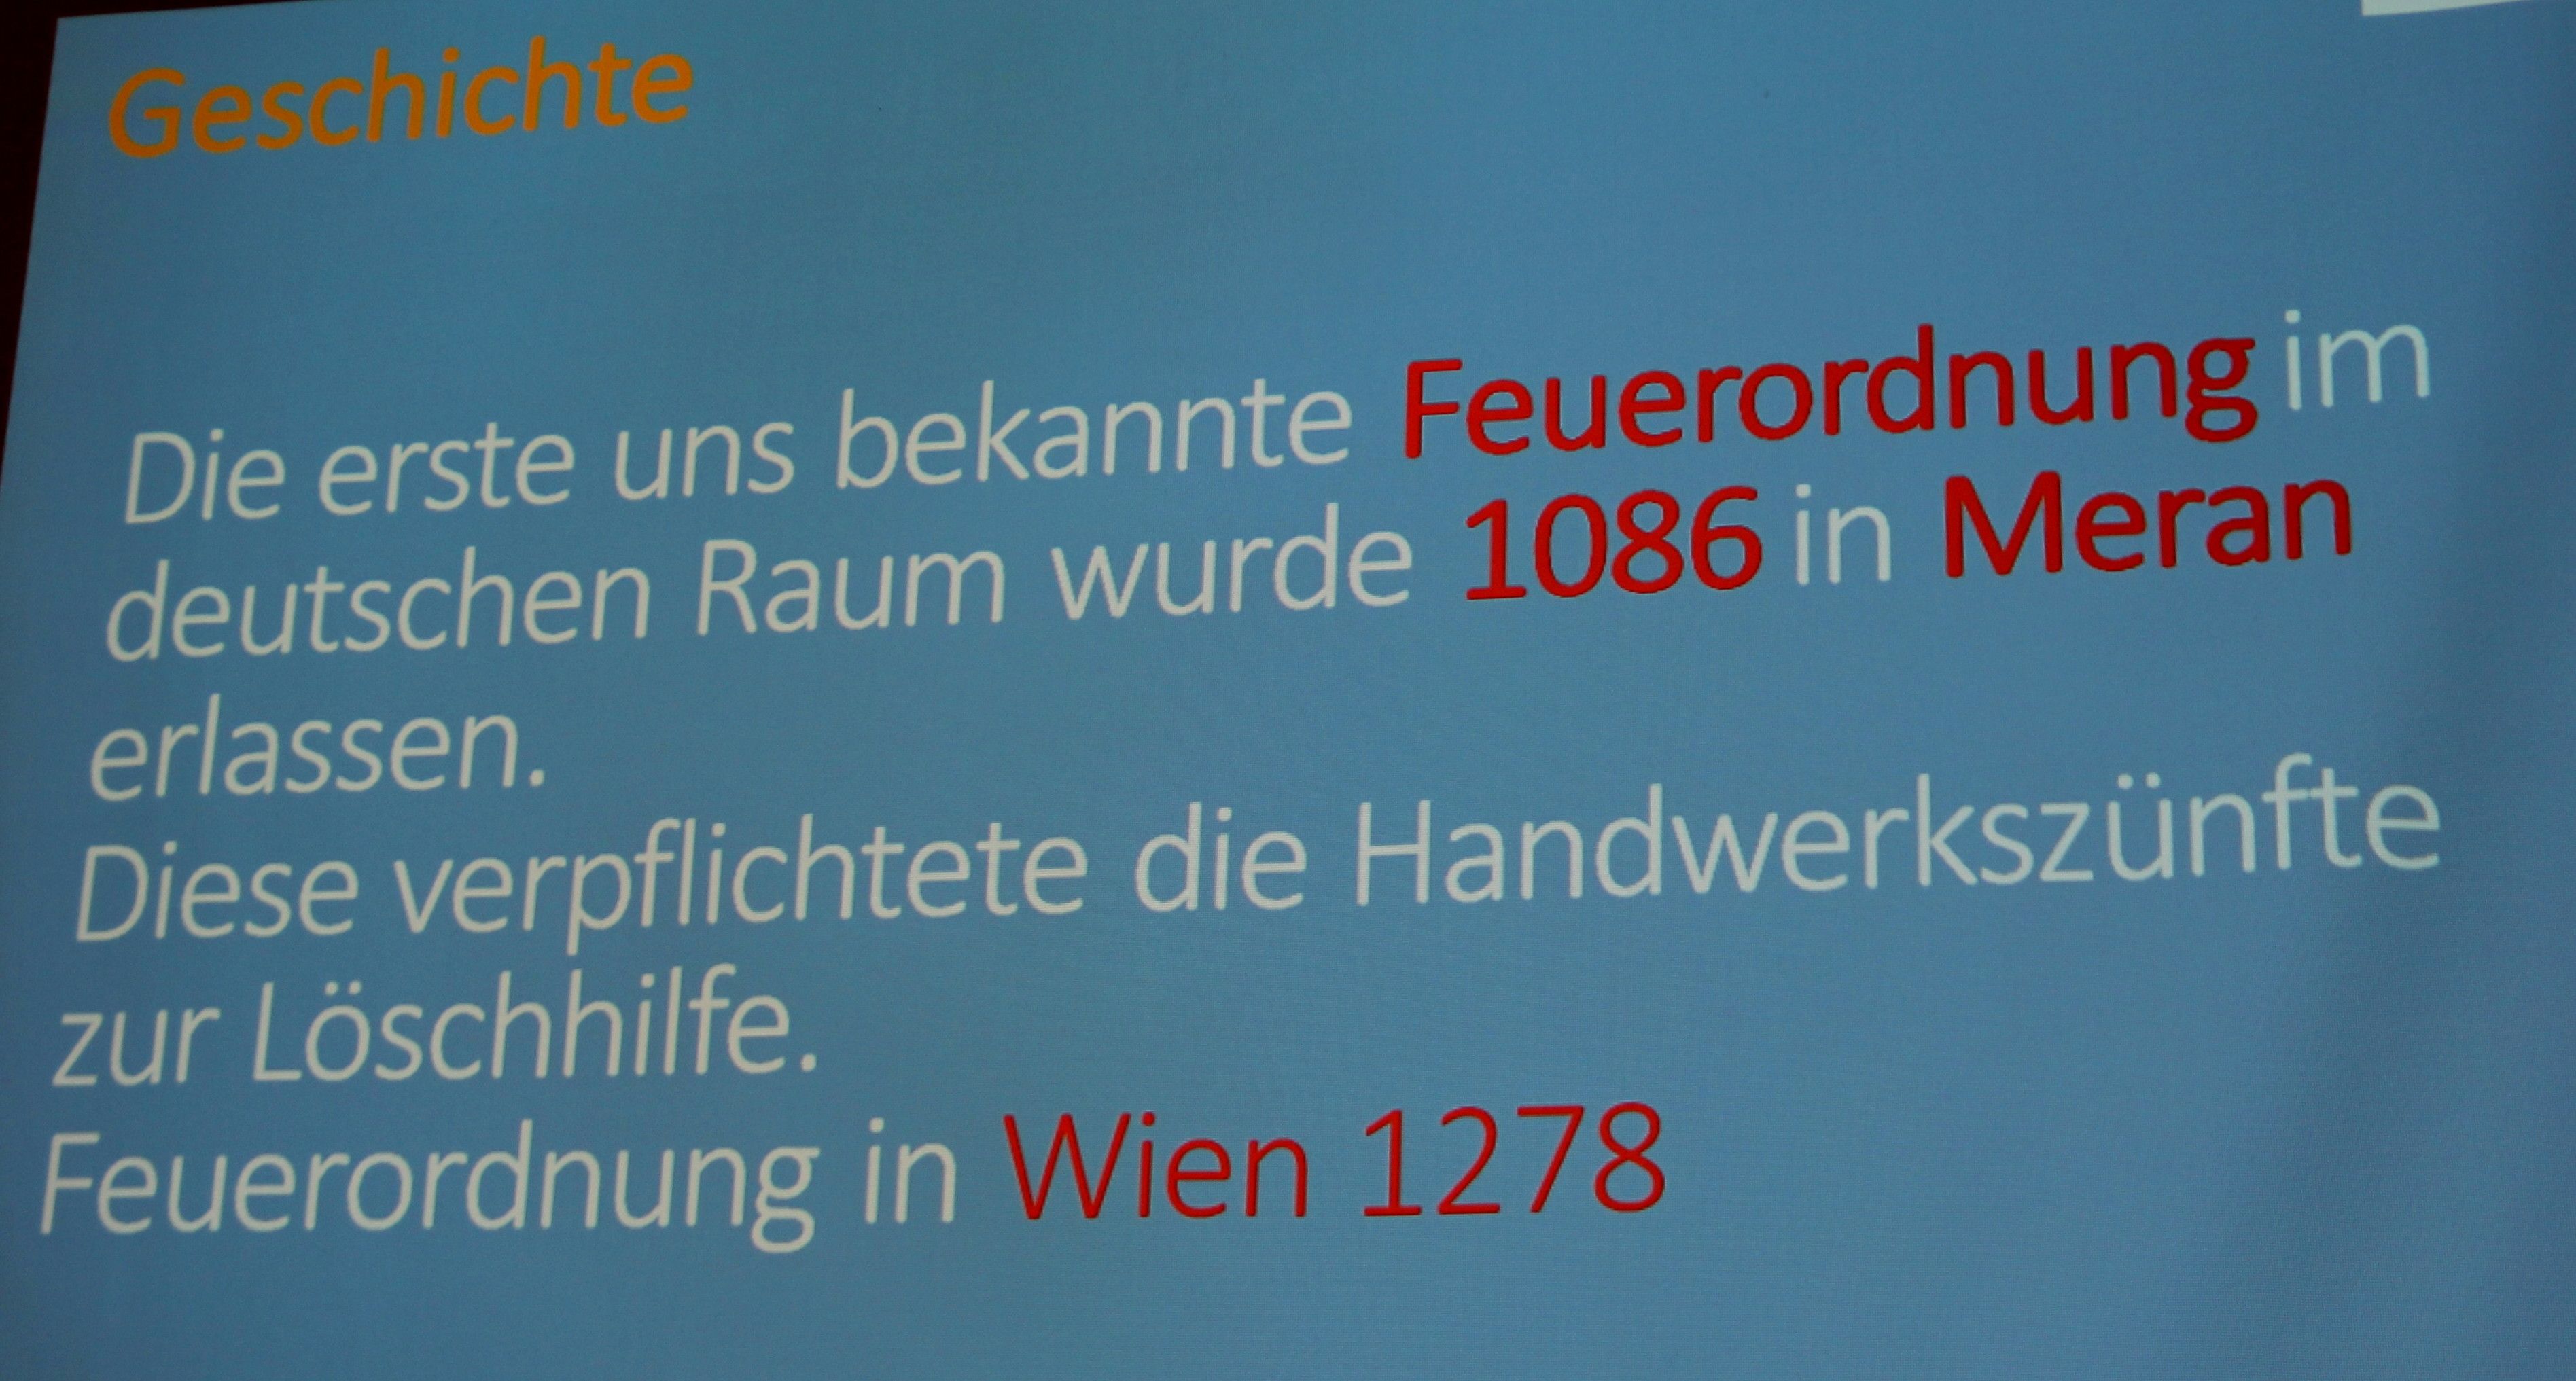 Geschichte
Die erste uns bekannte Feuerordnung im
deutschen Raum wurde 1086 in Meran
erlassen.
Diese verpflichtete die Handwerkszünfte
zur Löschhilfe.
Feuerordnung in Wien 1278